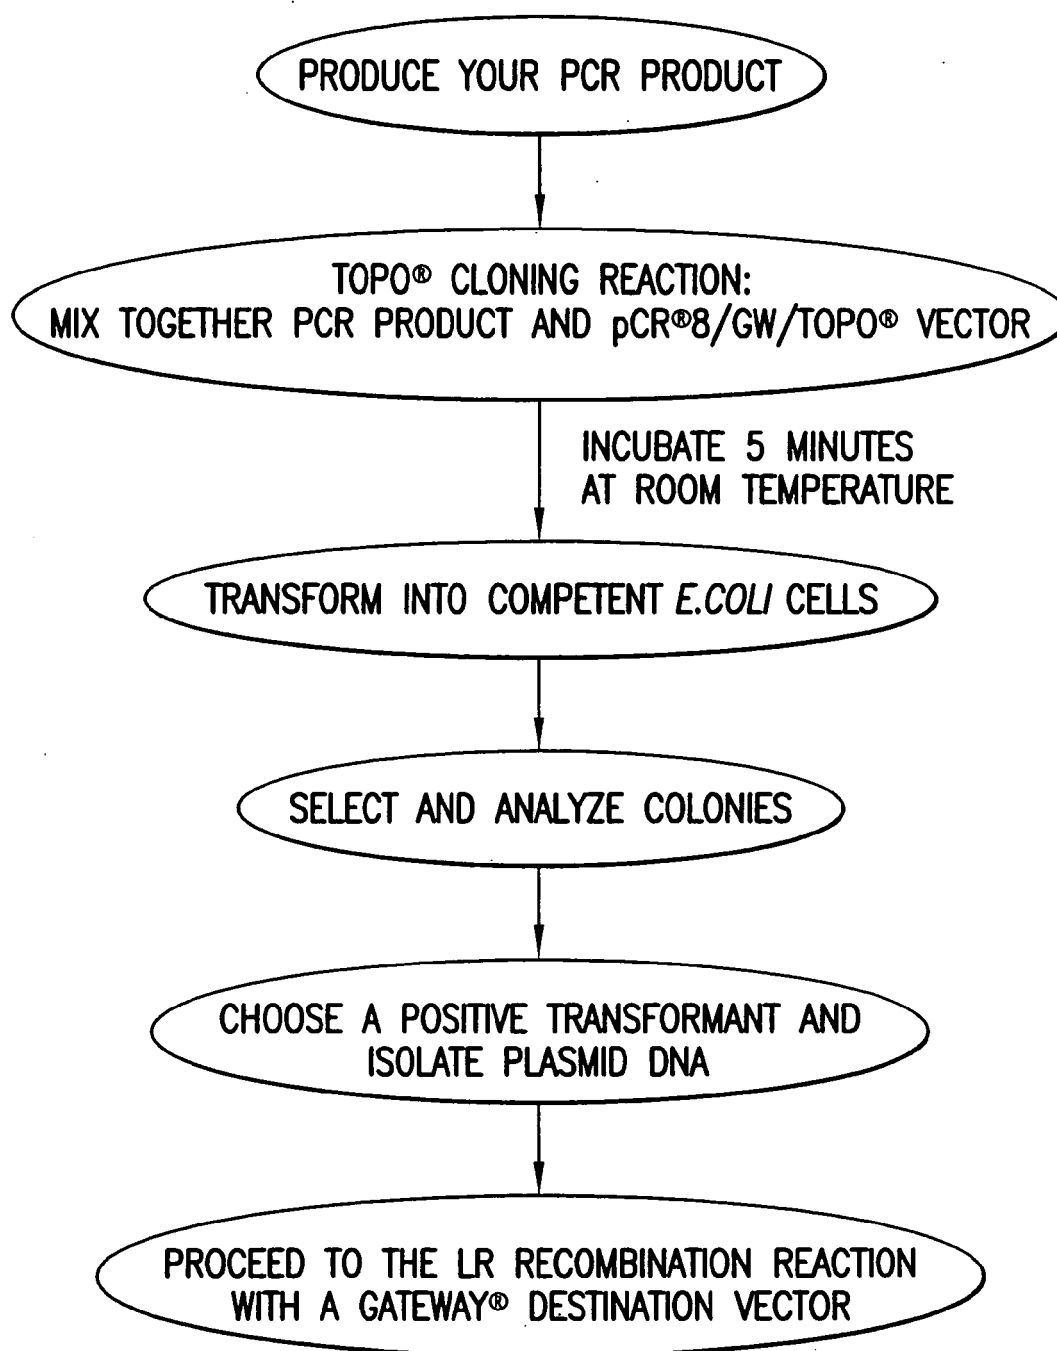 PRODUCE YOUR PCR PRODUCT
TOPO® CLONING REACTION:
MIX TOGETHER PCR PRODUCT AND pCR®8/GW/TOPO® VECTOR
INCUBATE 5 MINUTES
AT ROOM TEMPERATURE
TRANSFORM INTO COMPETENT E.COLI CELLS
SELECT AND ANALYZE COLONIES
CHOOSE A POSITIVE TRANSFORMANT AND
ISOLATE PLASMID DNA
PROCEED TO THE LR RECOMBINATION REACTION
WITH A GATEWAY® DESTINATION VECTOR